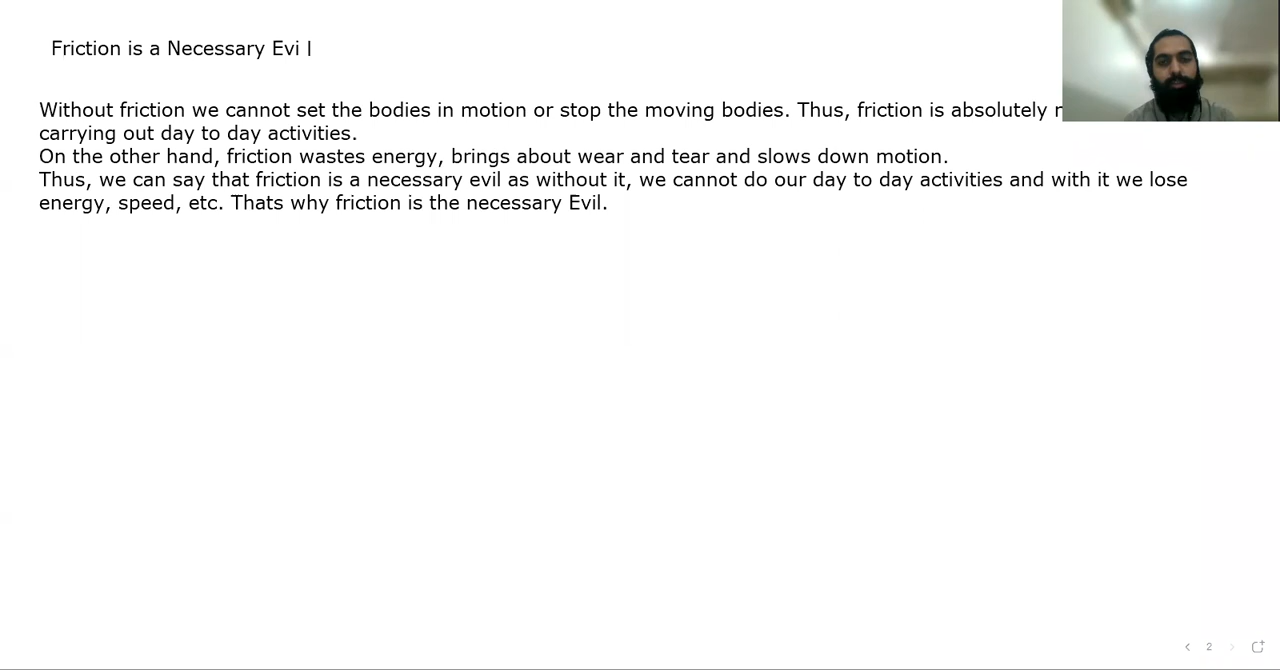 Friction is a Necessary Evi l
Without friction we cannot set the bodies in motion or stop the moving bodies. Thus, friction is absolutely
carrying out day to day activities.
On the other hand, friction wastes energy, brings about wear and tear and slows down motion.
Thus, we can say that friction is a necessary evil as without it, we cannot do our day to day activities and with it we lose
energy, speed, etc. Thats why friction is the necessary Evil.
2